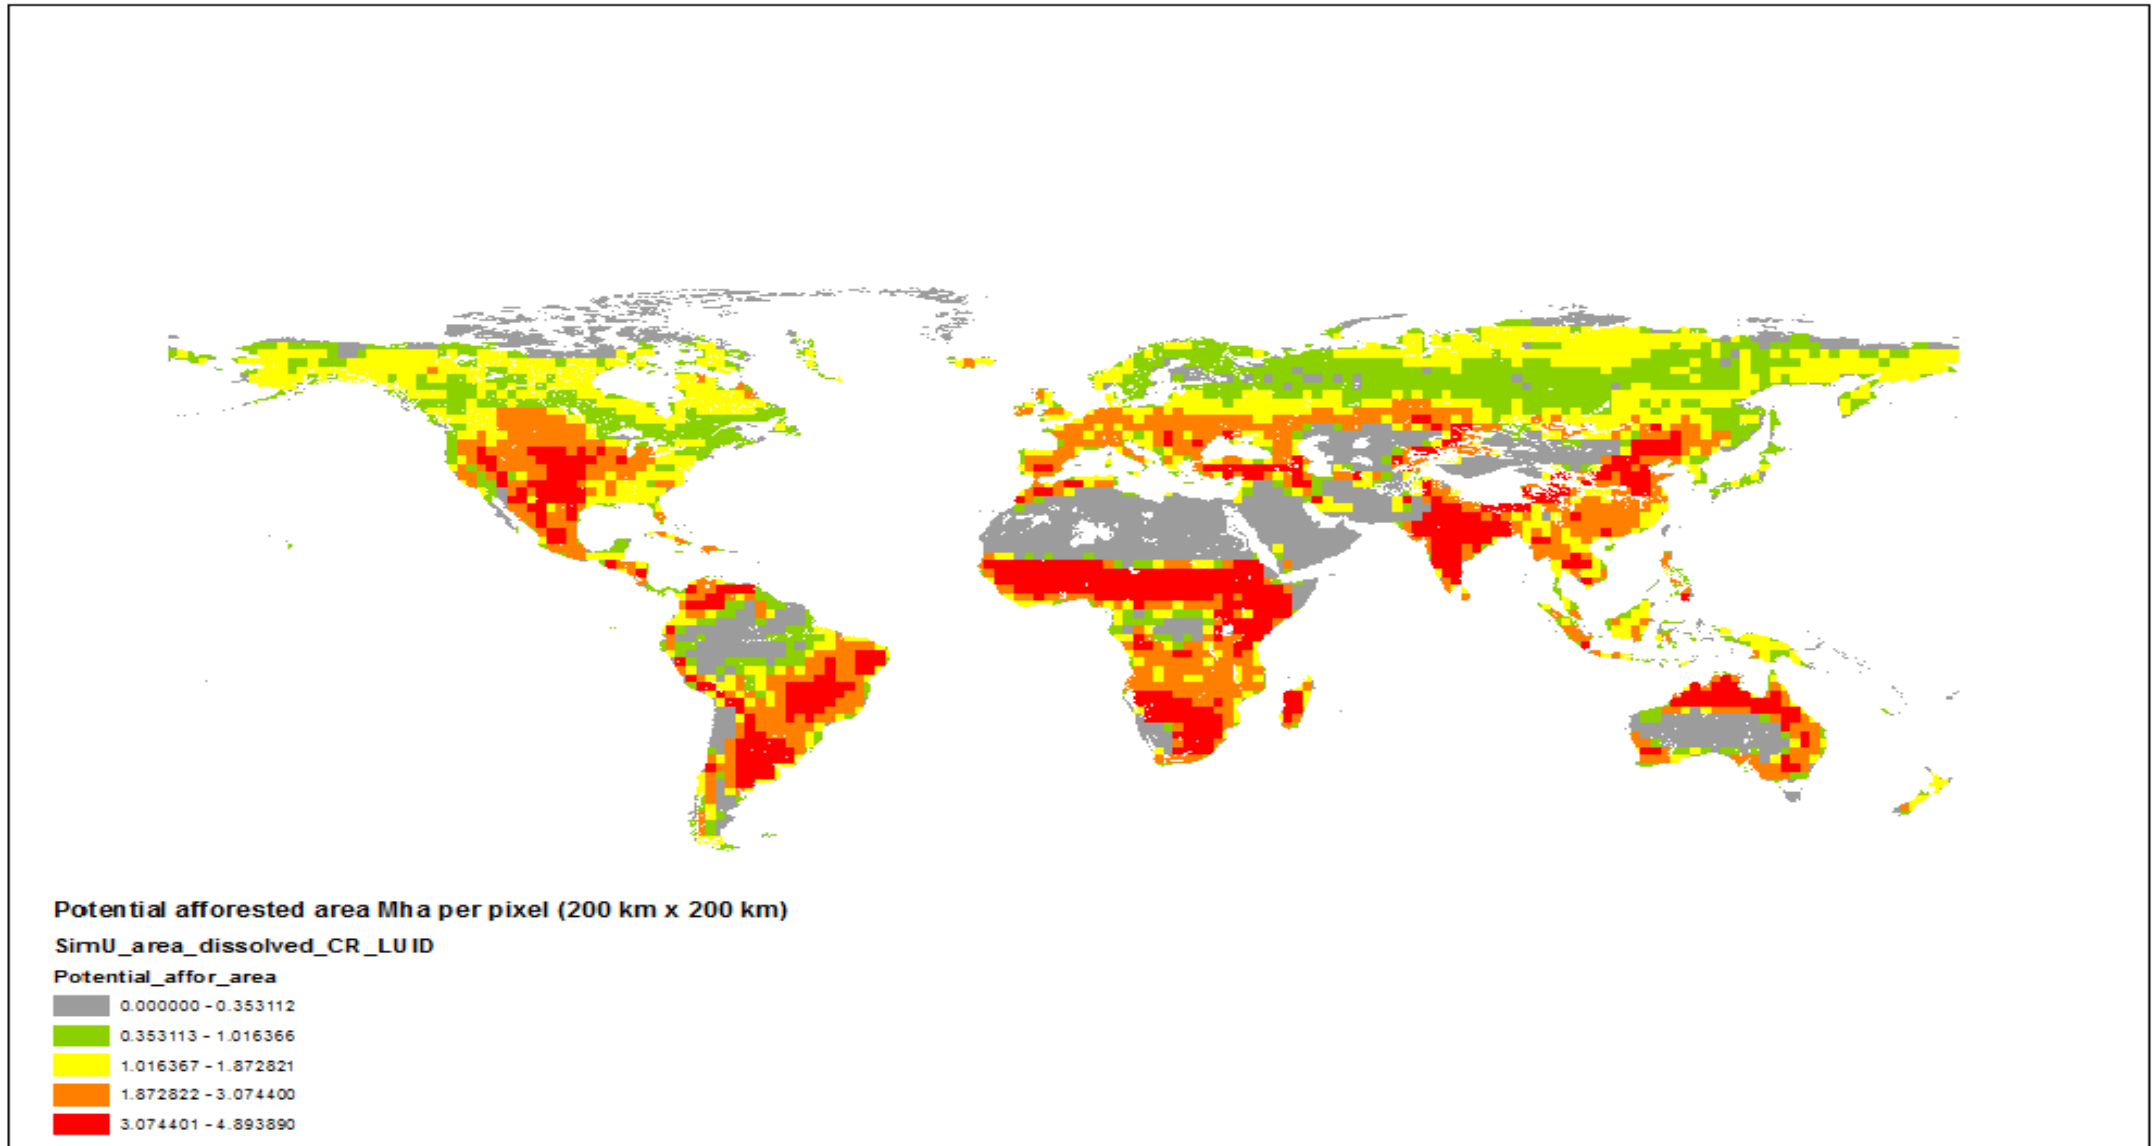 Potential afforested area Mha per pixel (200 km x 200 km)
SimU_area_dissolved_CR_LUID
Potential_affor_area
0.000000 - 0.353112
0.353113 - 1.016366
1.016367 - 1.872821
1.872822 - 3.074400
3.074401 - 4.893890